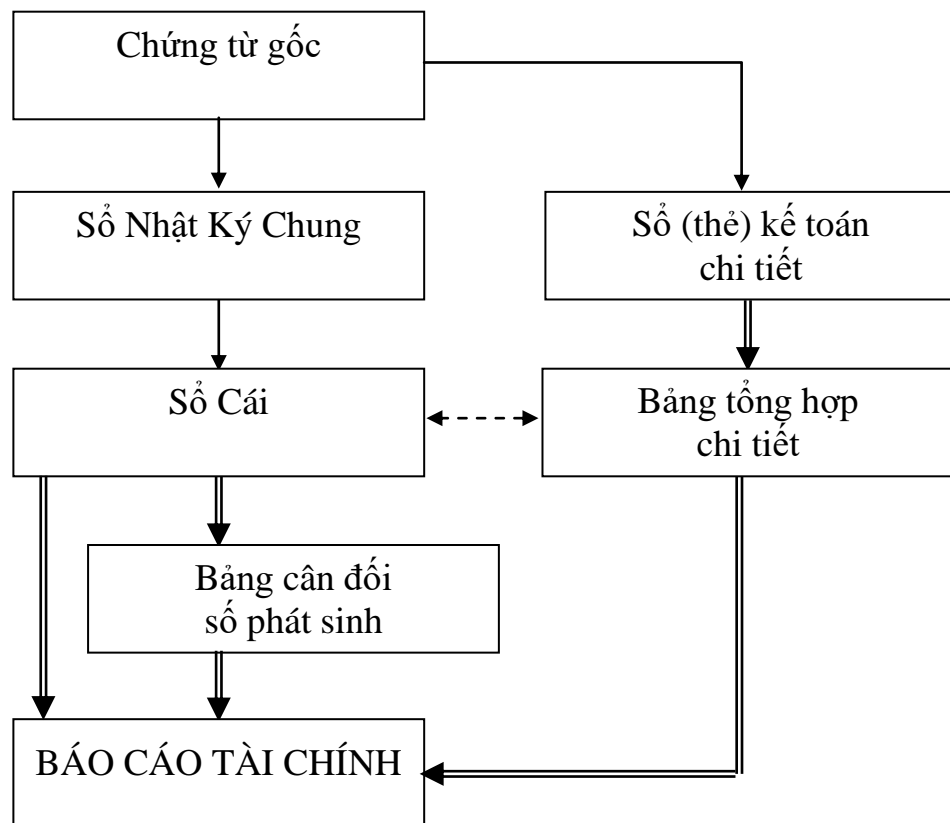 Chứng từ gốc
Sổ Nhật Ký Chung
Sổ (thẻ) kế toán
chi tiết
Sổ Cái
Bảng tổng hợp
chi tiết
Bảng cân đối
số phát sinh
BÁO CÁO TÀI CHÍNH